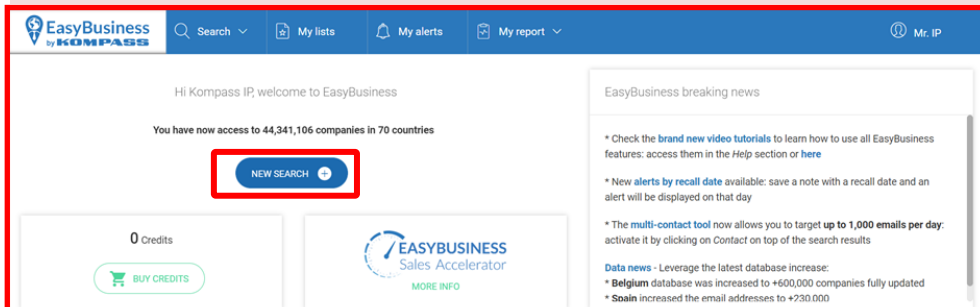 EasyBusiness
by KOMPASS
Search
My lists
My alerts
My report
Mr. IP
Hi Kompass IP, welcome to EasyBusiness
You have now access to 44,341,106 companies in 70 countries
NEW SEARCH
0 Credits
BUY CREDITS
EASYBUSINESS
Sales Accelerator
MORE INFO
EasyBusiness breaking news
* Check the brand new video tutorials to learn how to use all EasyBusiness
features: access them in the Help section or here
* New alerts by recall date available: save a note with a recall date and an
alert will be displayed on that day
* The multi-contact tool now allows you to target up to 1,000 emails per day:
activate it by clicking on Contact on top of the search results
Data news - Leverage the latest database increase:
* Belgium database was increased to +600,000 companies fully updated
* Spain increased the email addresses to +230,000